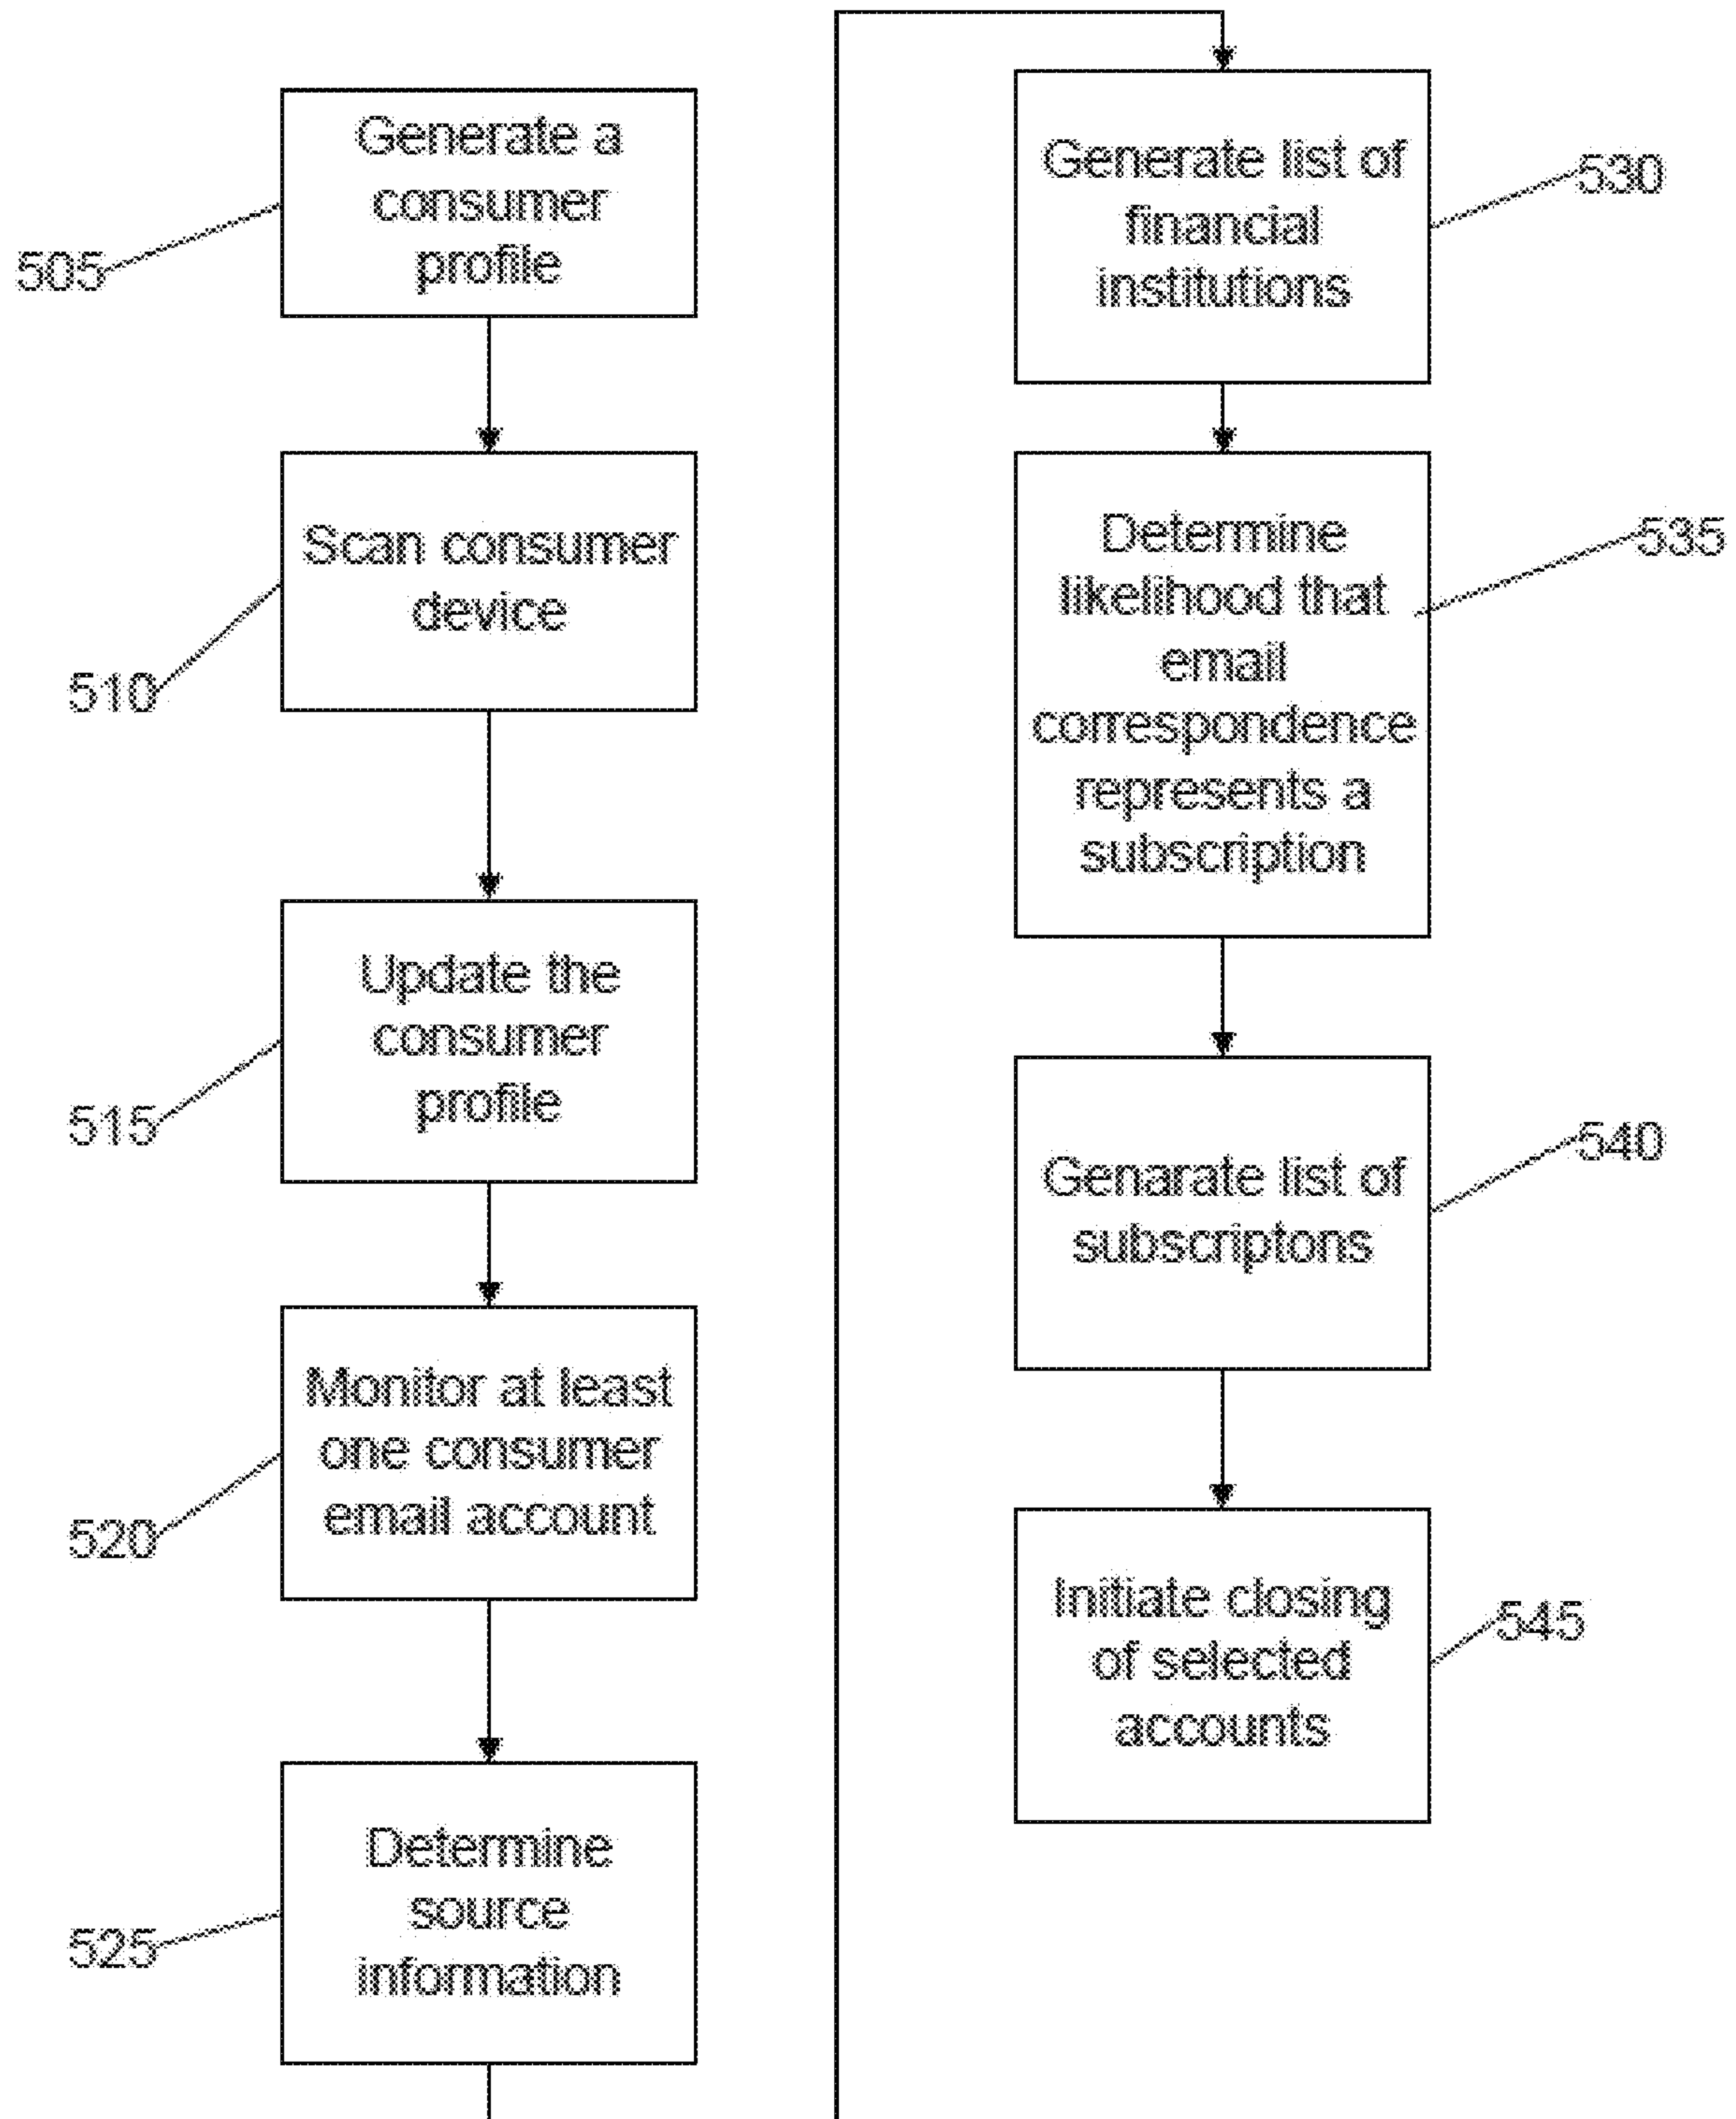 Generate a
consumer
profile
505
Scan consumer
device
510
Update the
consumer
profile
515
Monitor at least
one consumer
email account
520
Determine
source
information
525
Generate list of
financial
institutions
530
Determine
likelihood that
email
correspondence
represents a
subscription
535
Genarate list of
subscriptons
540
Initiate closing
of selected
accounts
545